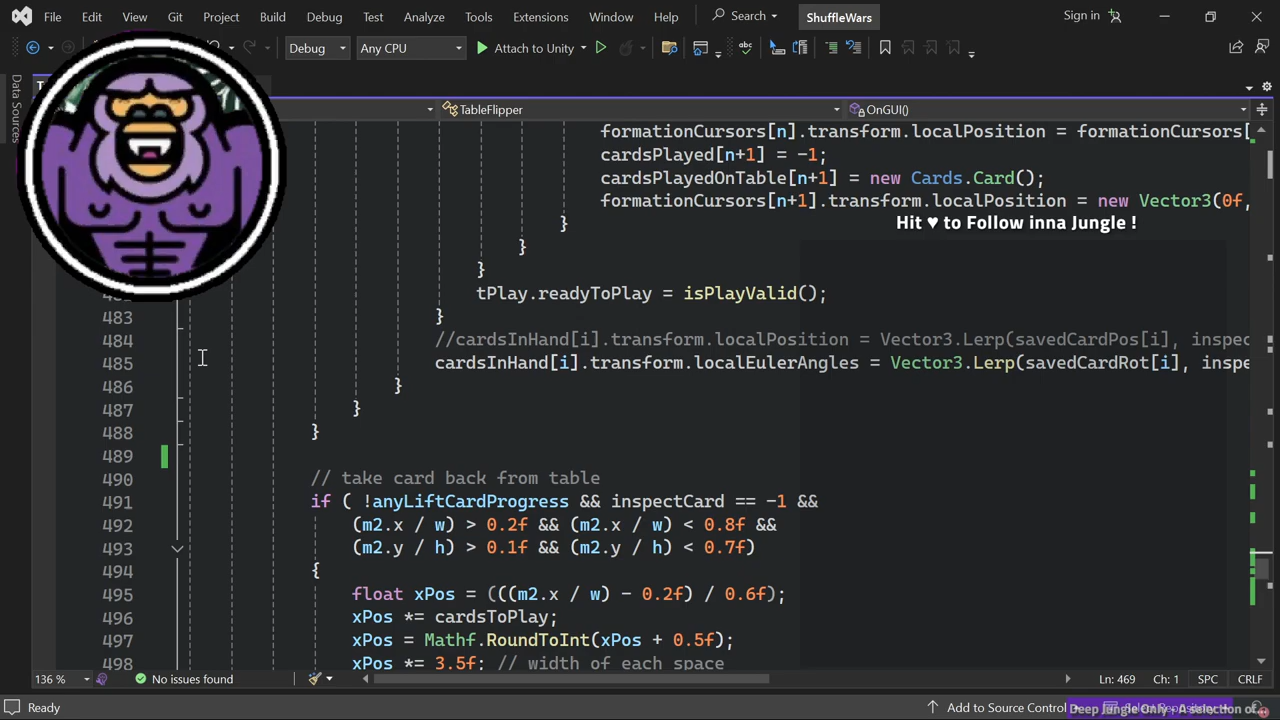 File Edit View Git Project Build Debug Test Analyze Tools Extensions Window Help Search ShuffleWars Sign in
Debug Any CPU Attach to Unity
Data Sources
TableFlipper OnGUI()
formationCursors[n].transform.localPosition = formationCursors[
cardsPlayed[n+1] = -1;
cardsPlayedOnTable[n+1] = new Cards.Card();
formationCursors[n+1].transform.localPosition = new Vector3(0f,
Hit ♥ to Follow inna Jungle !
}
}
}
tPlay.readyToPlay = isPlayValid();
483 }
484 //cardsInHand[i].transform.localPosition = Vector3.Lerp(savedCardPos[i], inspec
485 cardsInHand[i].transform.localEulerAngles = Vector3.Lerp(savedCardRot[i], inspe
486 }
487 }
488 }
489
490 // take card back from table
491 if ( !anyLiftCardProgress && inspectCard == -1 &&
492 (m2.x / w) > 0.2f && (m2.x / w) < 0.8f &&
493 (m2.y / h) > 0.1f && (m2.y / h) < 0.7f)
494 {
495 float xPos = (((m2.x / w) - 0.2f) / 0.6f);
496 xPos *= cardsToPlay;
497 xPos = Mathf.RoundToInt(xPos + 0.5f);
498 xPos *= 3.5f; // width of each space
136 % No issues found Ln: 469 Ch: 1 SPC CRLF
Ready Add to Source Control
Deep Jungle Only : A selection of